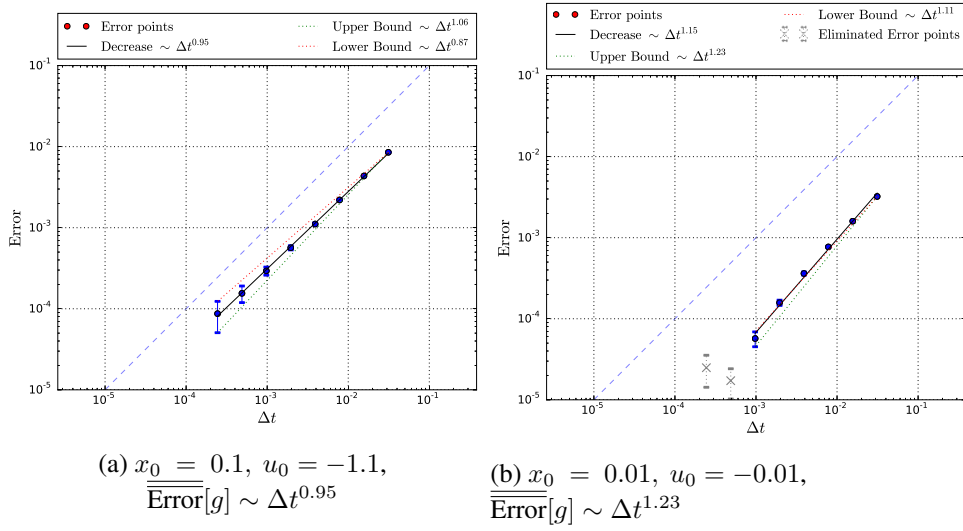 Error points
Decrease ~ Δt^0.95
Upper Bound ~ Δt^1.06
Lower Bound ~ Δt^0.87
10^-1
10^-2
10^-3
10^-4
10^-5
Error
10^-5 10^-4 10^-3 10^-2 10^-1
Δt
(a) x_0 = 0.1, u_0 = −1.1,
Error[g] ~ Δt^0.95
Error points
Decrease ~ Δt^1.15
Upper Bound ~ Δt^1.23
Lower Bound ~ Δt^1.11
Eliminated Error points
10^-1
10^-2
10^-3
10^-4
10^-5
Error
10^-5 10^-4 10^-3 10^-2 10^-1
Δt
(b) x_0 = 0.01, u_0 = −0.01,
Error[g] ~ Δt^1.23